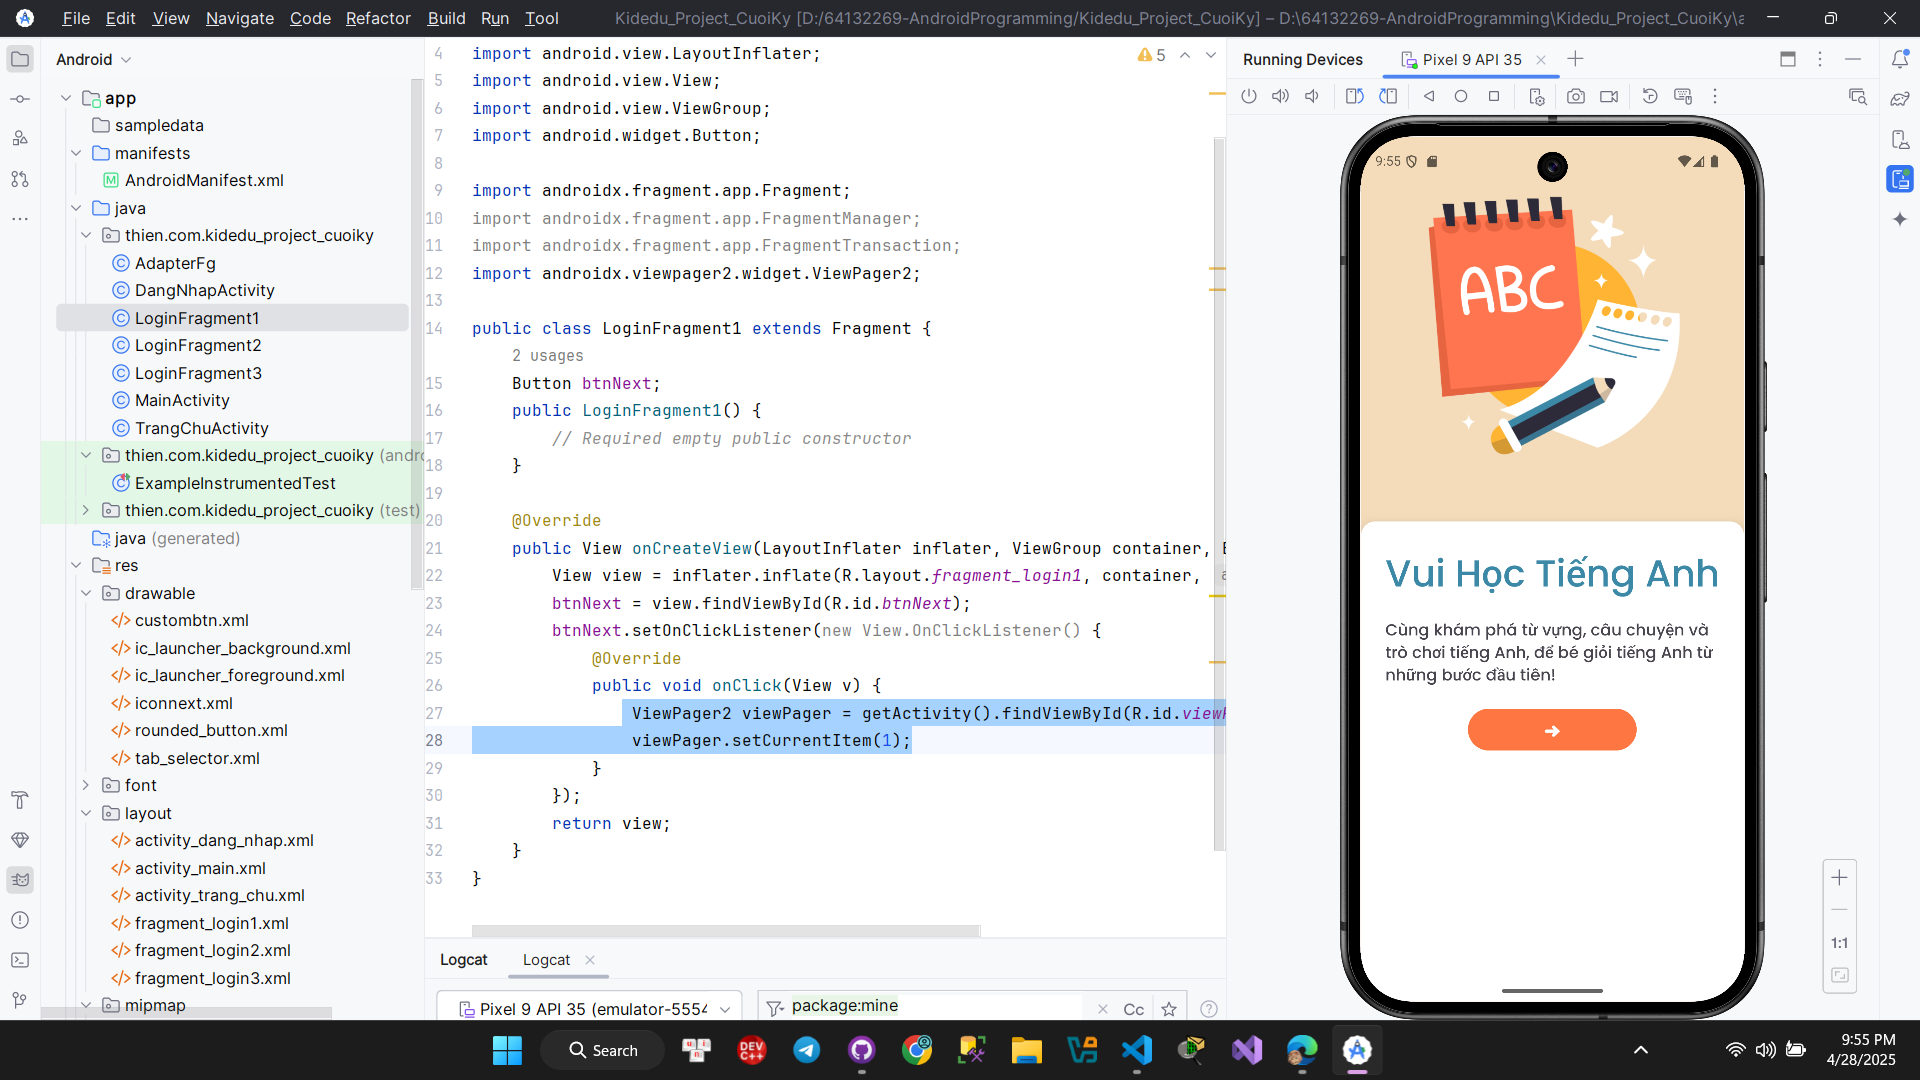 File Edit View Navigate Code Refactor Build Run Tool
Kidedu_Project_CuoiKy [D:/64132269-AndroidProgramming/Kidedu_Project_CuoiKy] – D:\64132269-AndroidProgramming\Kidedu_Project_CuoiKy\a
Android
app
sampledata
manifests
AndroidManifest.xml
java
thien.com.kidedu_project_cuoiky
AdapterFg
DangNhapActivity
LoginFragment1
LoginFragment2
LoginFragment3
MainActivity
TrangChuActivity
thien.com.kidedu_project_cuoiky (andro
ExampleInstrumentedTest
thien.com.kidedu_project_cuoiky (test)
java (generated)
res
drawable
custombtn.xml
ic_launcher_background.xml
ic_launcher_foreground.xml
iconnext.xml
rounded_button.xml
tab_selector.xml
font
layout
activity_dang_nhap.xml
activity_main.xml
activity_trang_chu.xml
fragment_login1.xml
fragment_login2.xml
fragment_login3.xml
mipmap
5
4 import android.view.LayoutInflater;
5 import android.view.View;
6 import android.view.ViewGroup;
7 import android.widget.Button;
8
9 import androidx.fragment.app.Fragment;
10 import androidx.fragment.app.FragmentManager;
11 import androidx.fragment.app.FragmentTransaction;
12 import androidx.viewpager2.widget.ViewPager2;
13
14 public class LoginFragment1 extends Fragment {
2 usages
15 Button btnNext;
16 public LoginFragment1() {
17 // Required empty public constructor
18 }
19
20 @Override
21 public View onCreateView(LayoutInflater inflater, ViewGroup container, B
22 View view = inflater.inflate(R.layout.fragment_login1, container, a
23 btnNext = view.findViewById(R.id.btnNext);
24 btnNext.setOnClickListener(new View.OnClickListener() {
25 @Override
26 public void onClick(View v) {
27 ViewPager2 viewPager = getActivity().findViewById(R.id.viewP
28 viewPager.setCurrentItem(1);
29 }
30 });
31 return view;
32 }
33 }
Logcat Logcat
Pixel 9 API 35 (emulator-5554
package:mine
Cc
Running Devices Pixel 9 API 35
9:55
ABC
Vui Học Tiếng Anh
Cùng khám phá từ vựng, câu chuyện và
trò chơi tiếng Anh, để bé giỏi tiếng Anh từ
những bước đầu tiên!
1:1
Search
DEV C++
9:55 PM
4/28/2025